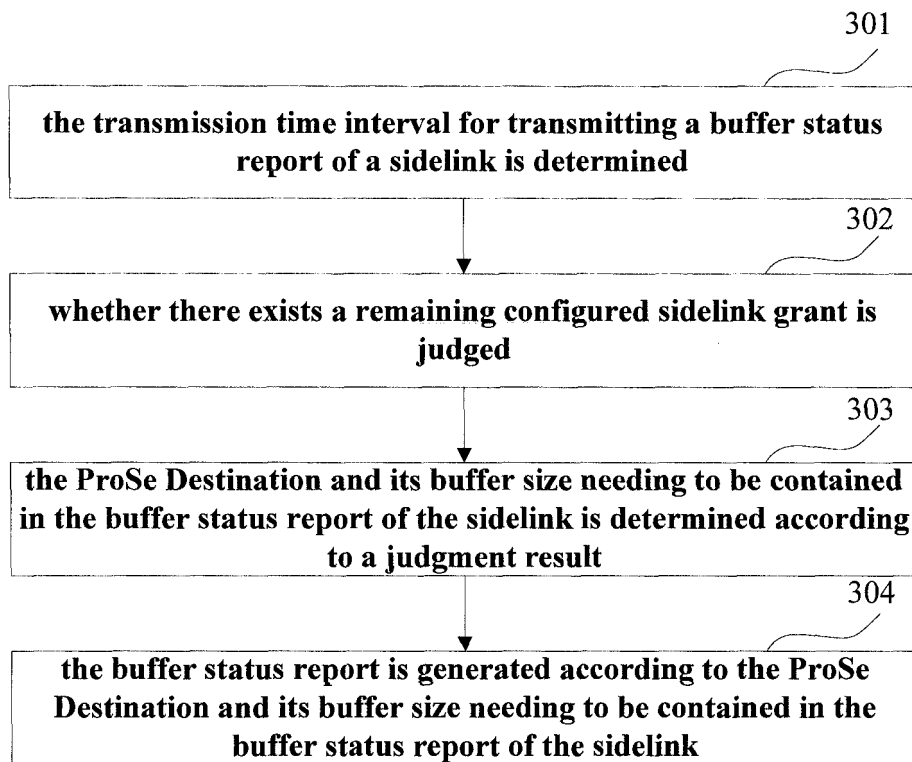 301
the transmission time interval for transmitting a buffer status
report of a sidelink is determined
302
whether there exists a remaining configured sidelink grant is
judged
303
the ProSe Destination and its buffer size needing to be contained
in the buffer status report of the sidelink is determined according
to a judgment result
304
the buffer status report is generated according to the ProSe
Destination and its buffer size needing to be contained in the
buffer status report of the sidelink